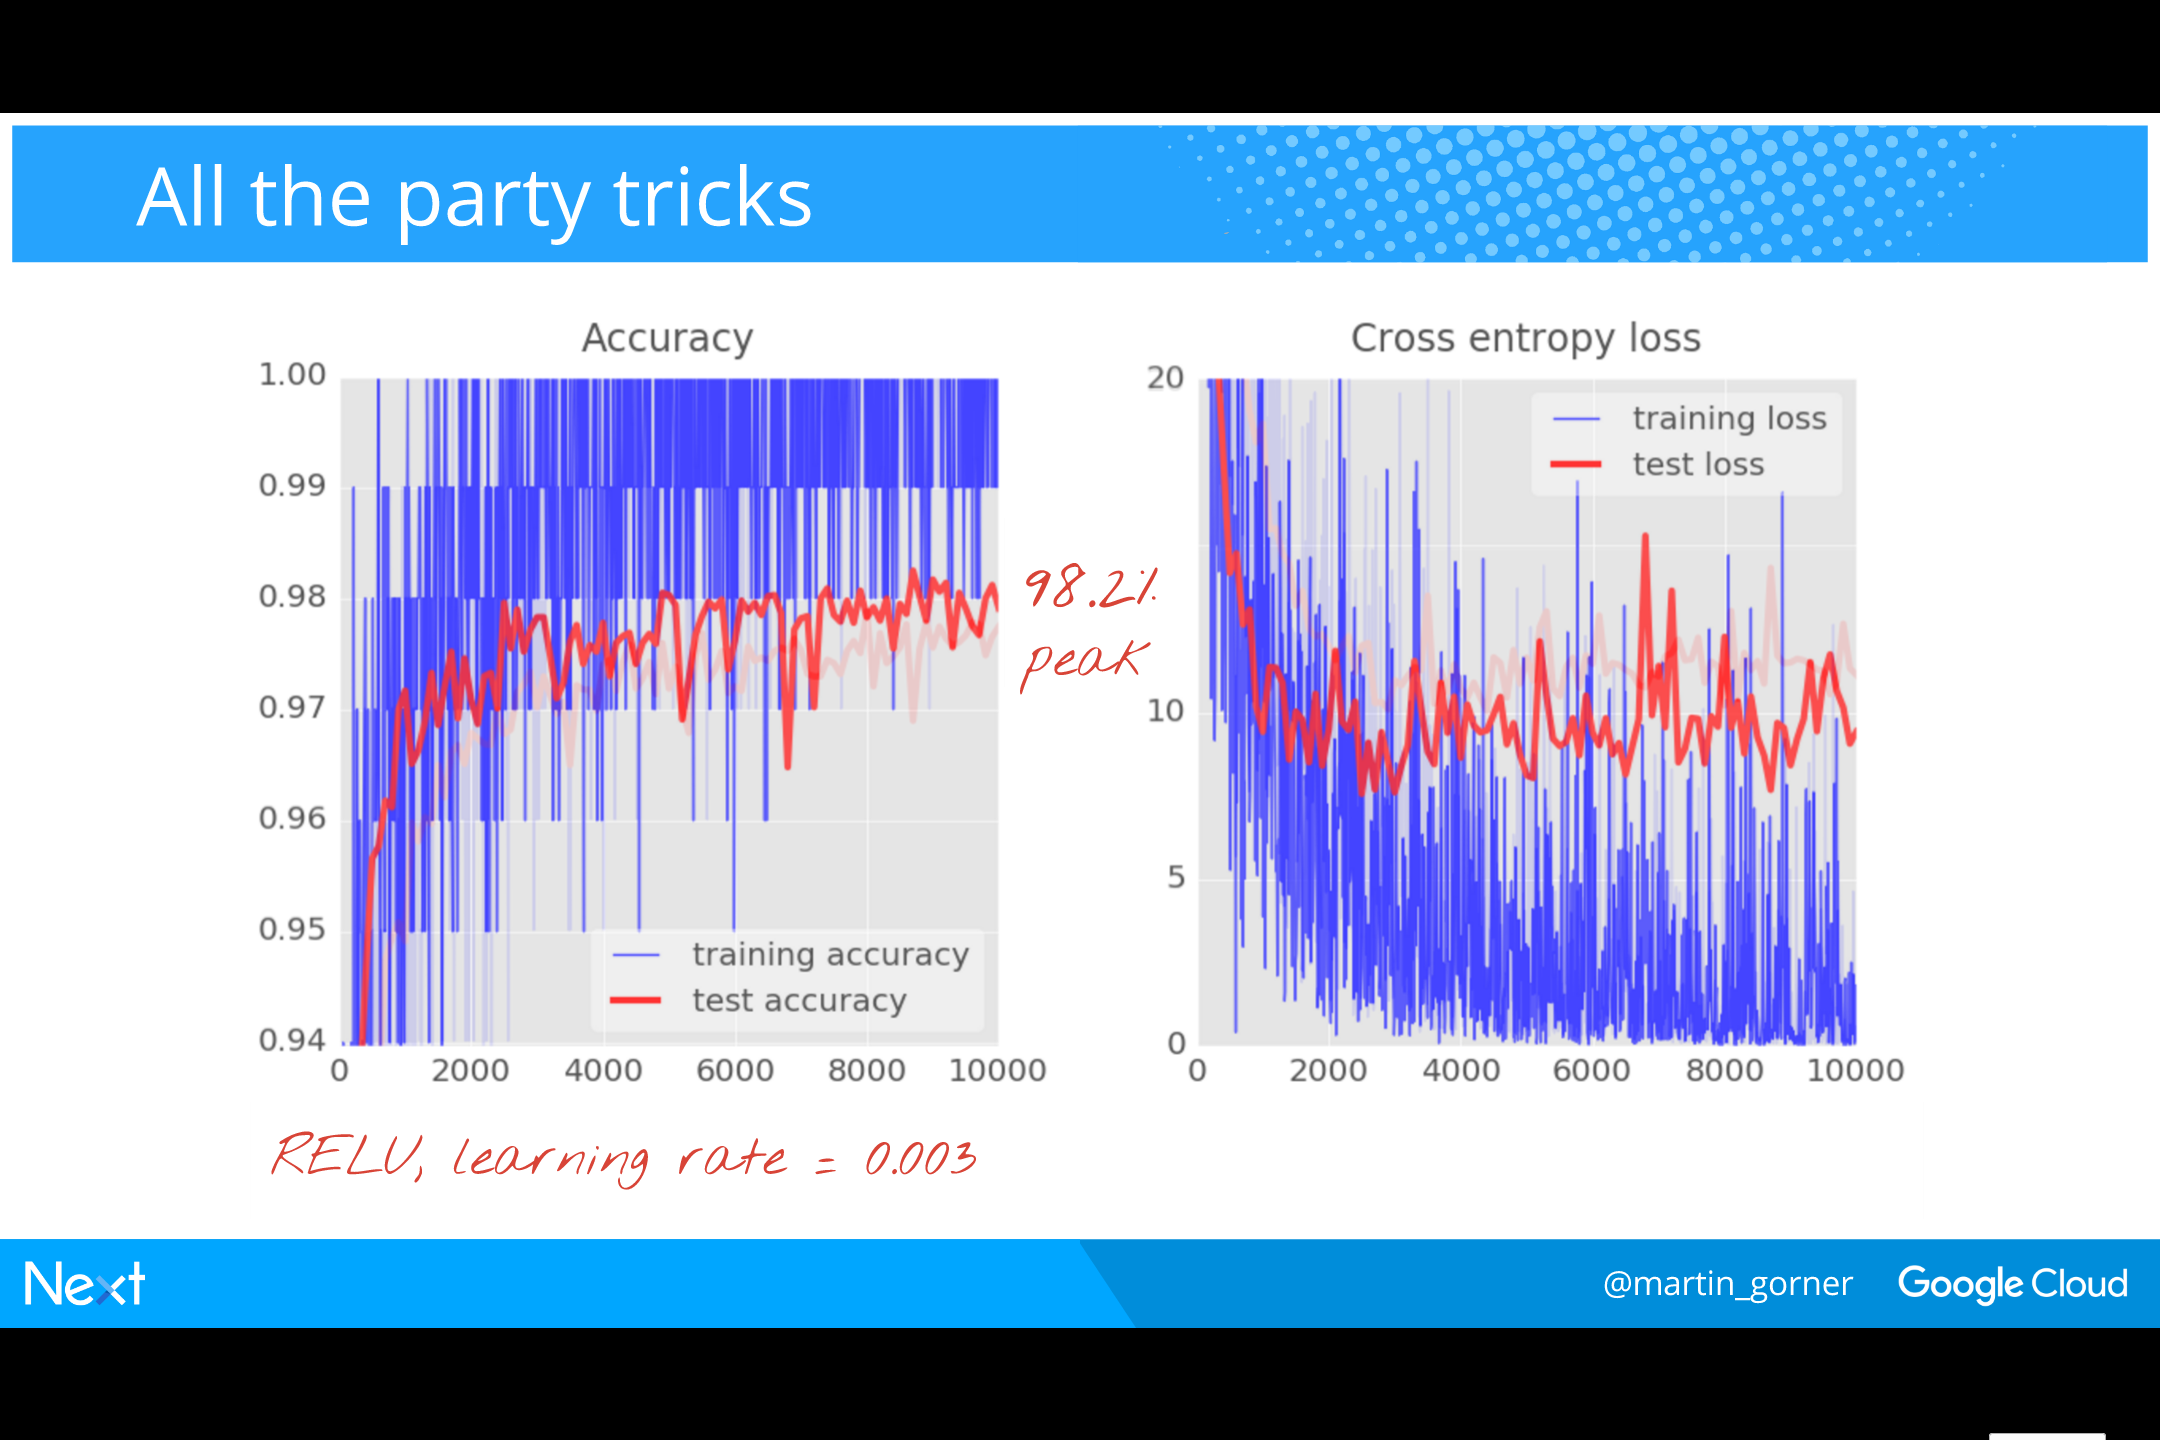 All the party tricks
Accuracy
1.00
0.99
0.98
0.97
0.96
0.95
0.94
0 2000 4000 6000 8000 10000
training accuracy
test accuracy
98.2%
peak
Cross entropy loss
20
10
5
0
0 2000 4000 6000 8000 10000
training loss
test loss
RELU, learning rate = 0.003
Next
@martin_gorner Google Cloud